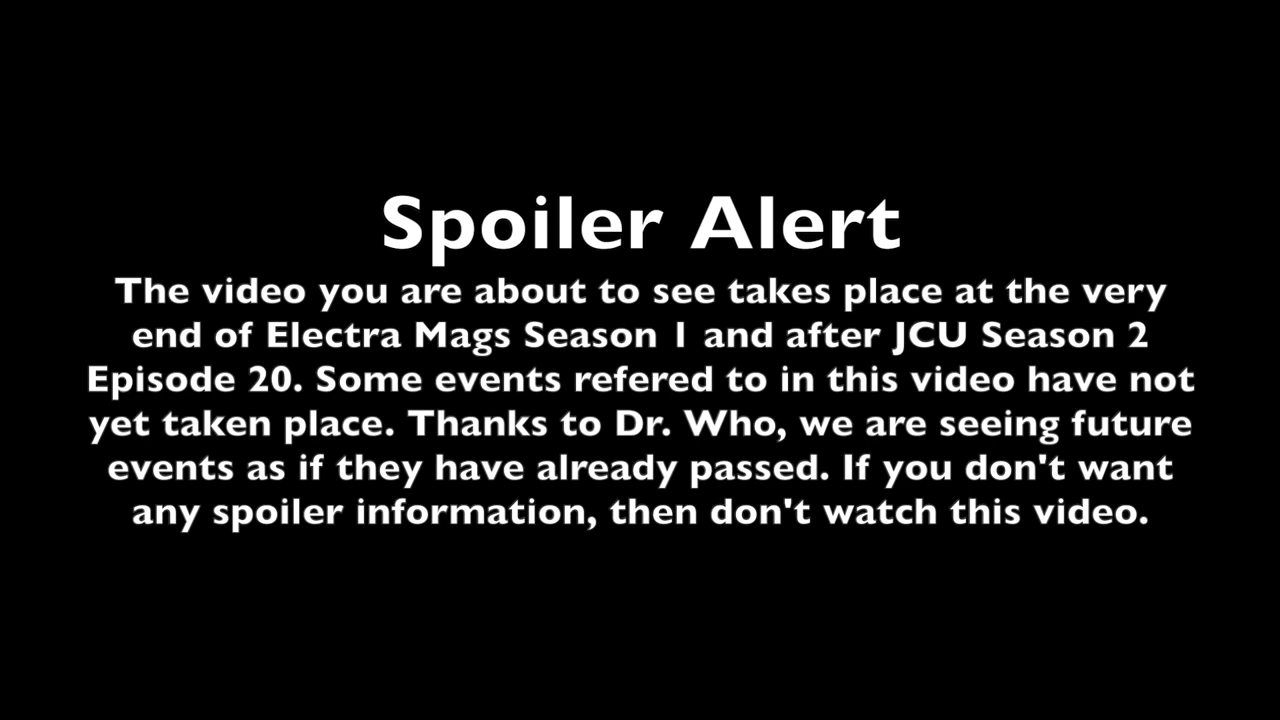 Spoiler Alert
The video you are about to see takes place at the very
end of Electra Mags Season 1 and after JCU Season 2
Episode 20. Some events refered to in this video have not
yet taken place. Thanks to Dr. Who, we are seeing future
events as if they have already passed. If you don't want
any spoiler information, then don't watch this video.